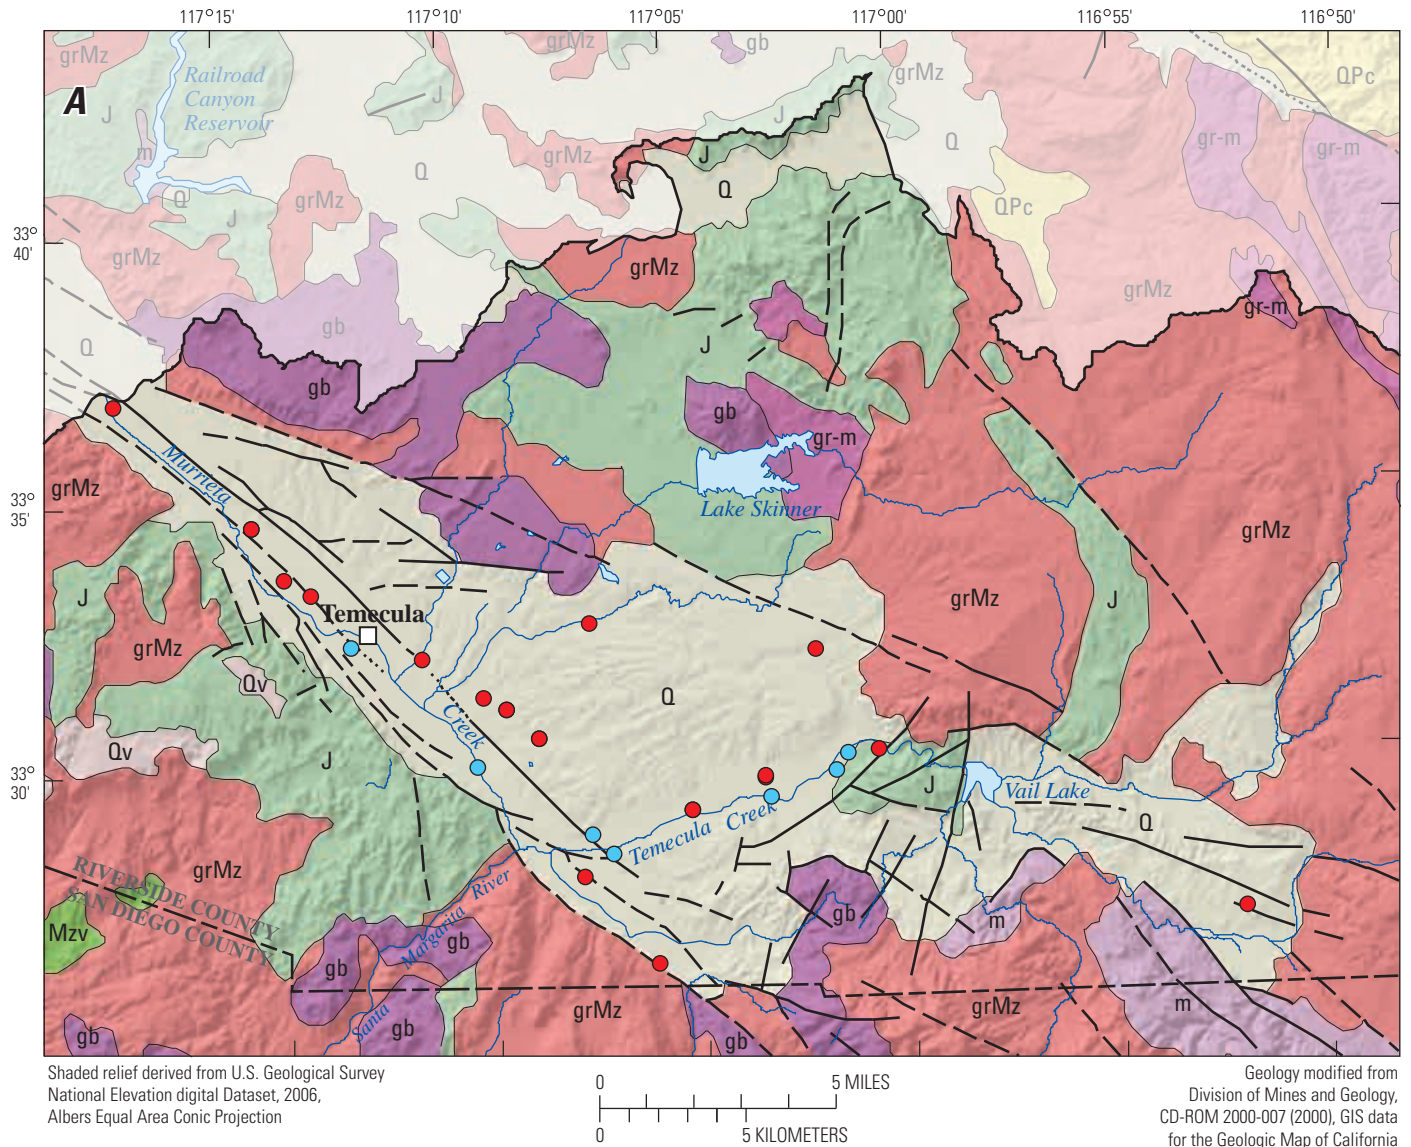 117°15'
117°10'
117°05'
117°00'
116°55'
116°50'
A
grMz
Railroad
Canyon
Reservoir
J
m
Q
J
grMz
gb
grMz
QPc
J
grMz
J
Q
grMz
Q
gr-m
gr-m
Q
J
grMz
QPc
33°
40'
grMz
grMz
grMz
gb
gr-m
Q
J
gb
gb
gr-m
Murrieta
grMz
33°
35'
Lake Skinner
grMz
J
grMz
J
Temecula
grMz
Qv
Q
Creek
Qv
J
33°
30'
J
Vail Lake
Q
Temecula Creek
grMz
RIVERSIDE COUNTY
SAN DIEGO COUNTY
Santa Margarita River
Mzv
gb
gb
gb
m
gb
grMz
gb
gb
grMz
m
Shaded relief derived from U.S. Geological Survey
National Elevation digital Dataset, 2006,
Albers Equal Area Conic Projection
0
5 MILES
0
5 KILOMETERS
Geology modified from
Division of Mines and Geology,
CD-ROM 2000-007 (2000), GIS data
for the Geologic Map of California